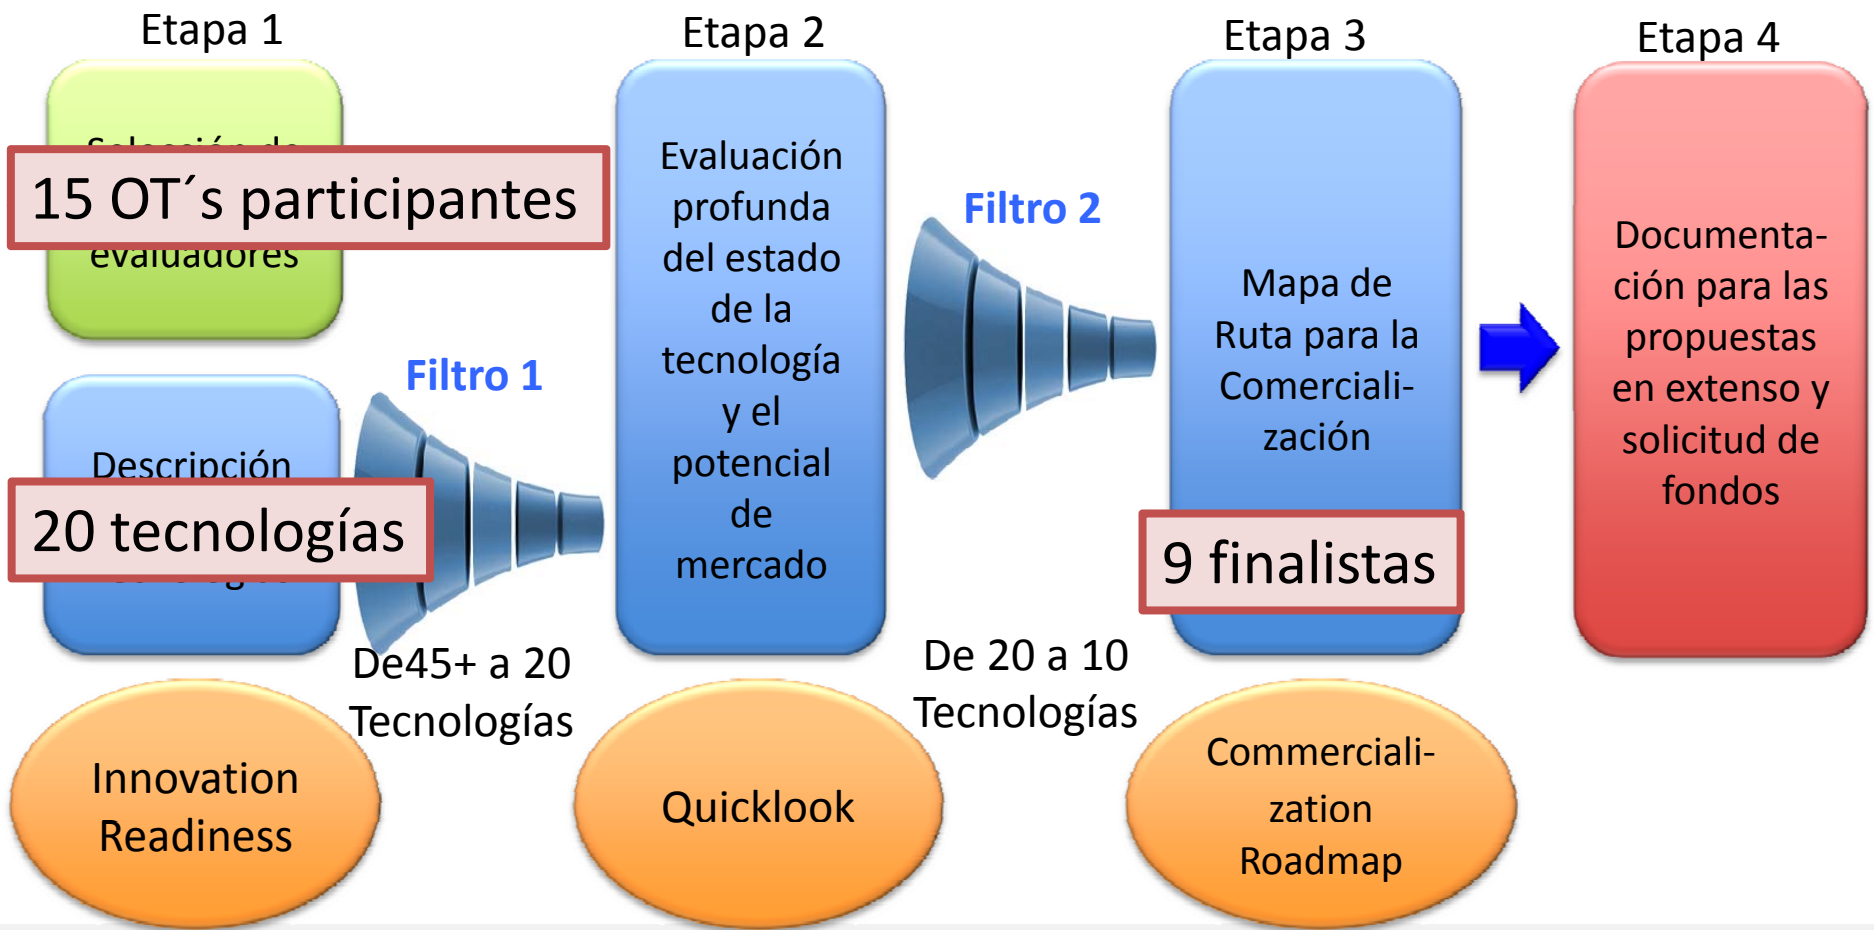 Etapa 1
15 OT´s participantes
evaluadores
Descripción
20 tecnologías
Filtro 1
De45+ a 20
Tecnologías
Innovation
Readiness
Etapa 2
Evaluación
profunda
del estado
de la
tecnología
y el
potencial
de
mercado
Quicklook
Filtro 2
De 20 a 10
Tecnologías
Etapa 3
Mapa de
Ruta para la
Comerciali-
zación
9 finalistas
Commerciali-
zation
Roadmap
Etapa 4
Documenta-
ción para las
propuestas
en extenso y
solicitud de
fondos